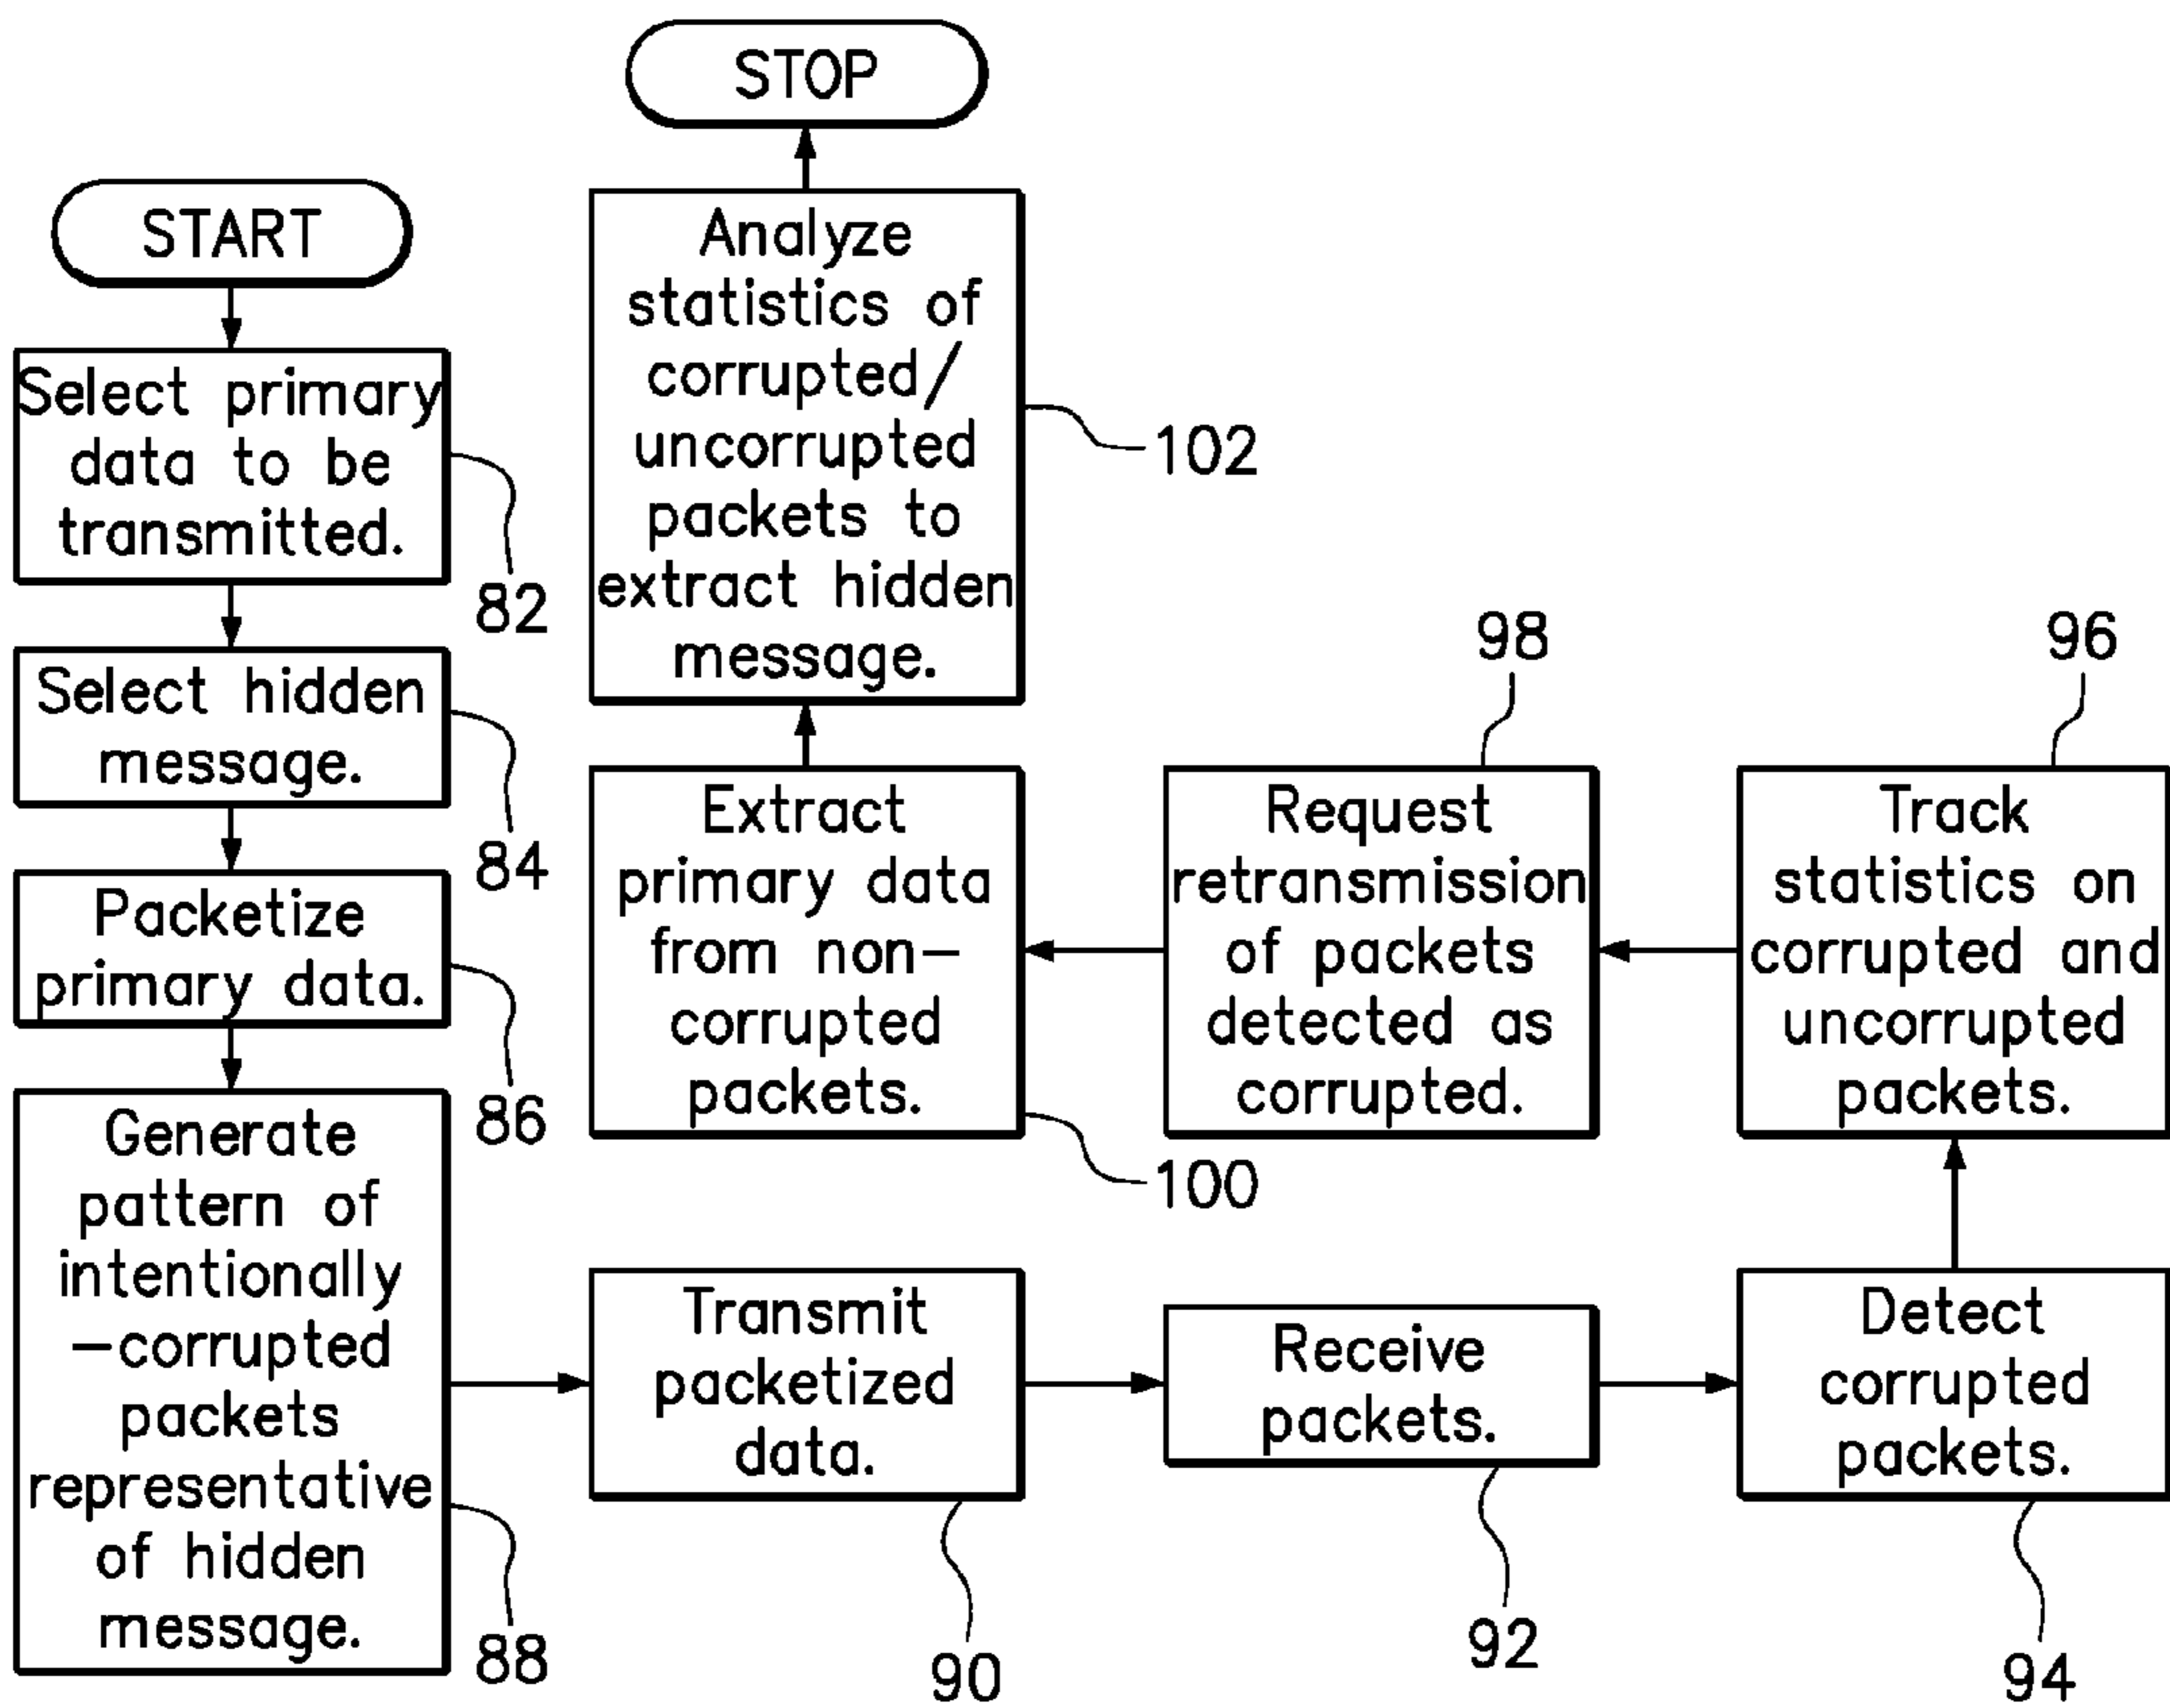 START
Select primary
data to be
transmitted.
82
Select hidden
message.
84
Packetize
primary data.
86
Generate
pattern of
intentionally
-corrupted
packets
representative
of hidden
message.
88
Transmit
packetized
data.
90
Receive
packets.
92
Detect
corrupted
packets.
94
Track
statistics on
corrupted and
uncorrupted
packets.
96
Request
retransmission
of packets
detected as
corrupted.
98
Extract
primary data
from non-
corrupted
packets.
100
Analyze
statistics of
corrupted/
uncorrupted
packets to
extract hidden
message.
102
STOP